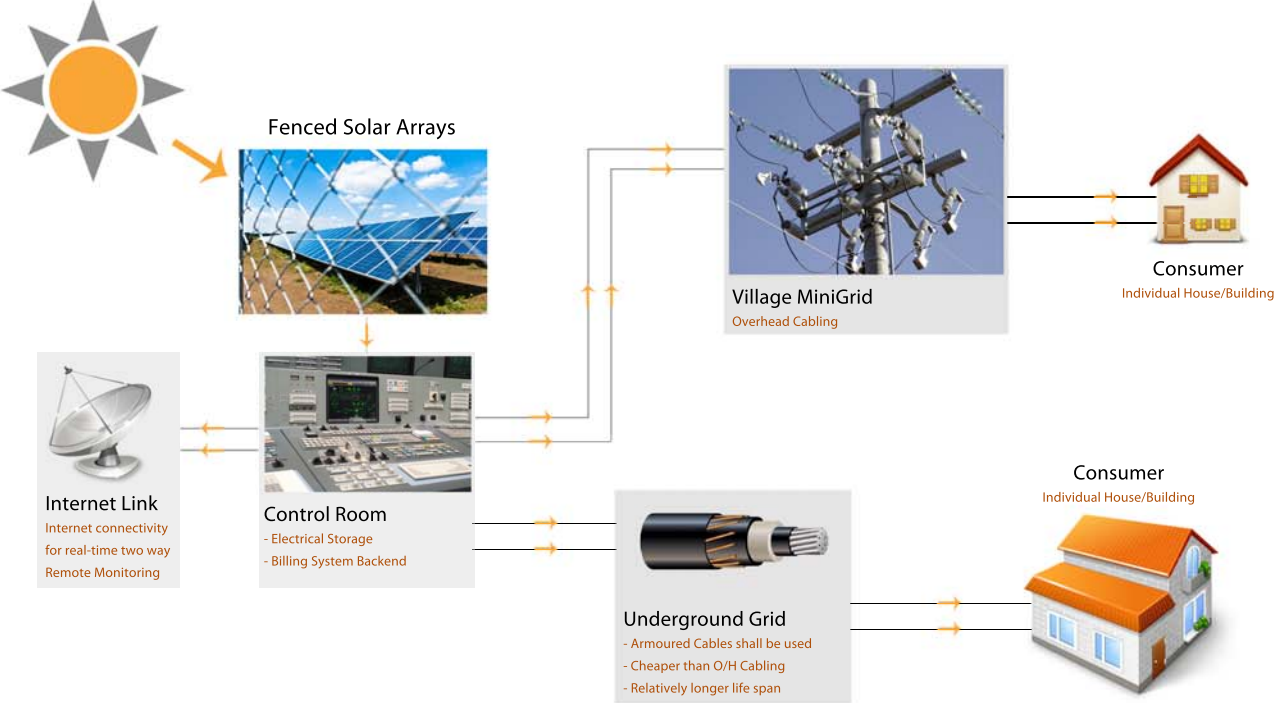 Fenced Solar Arrays
Village MiniGrid
Overhead Cabling
Consumer
Individual House/Building
Internet Link
Internet connectivity
for real-time two way
Remote Monitoring
Control Room
- Electrical Storage
- Billing System Backend
Underground Grid
- Armoured Cables shall be used
- Cheaper than O/H Cabling
- Relatively longer life span
Consumer
Individual House/Building